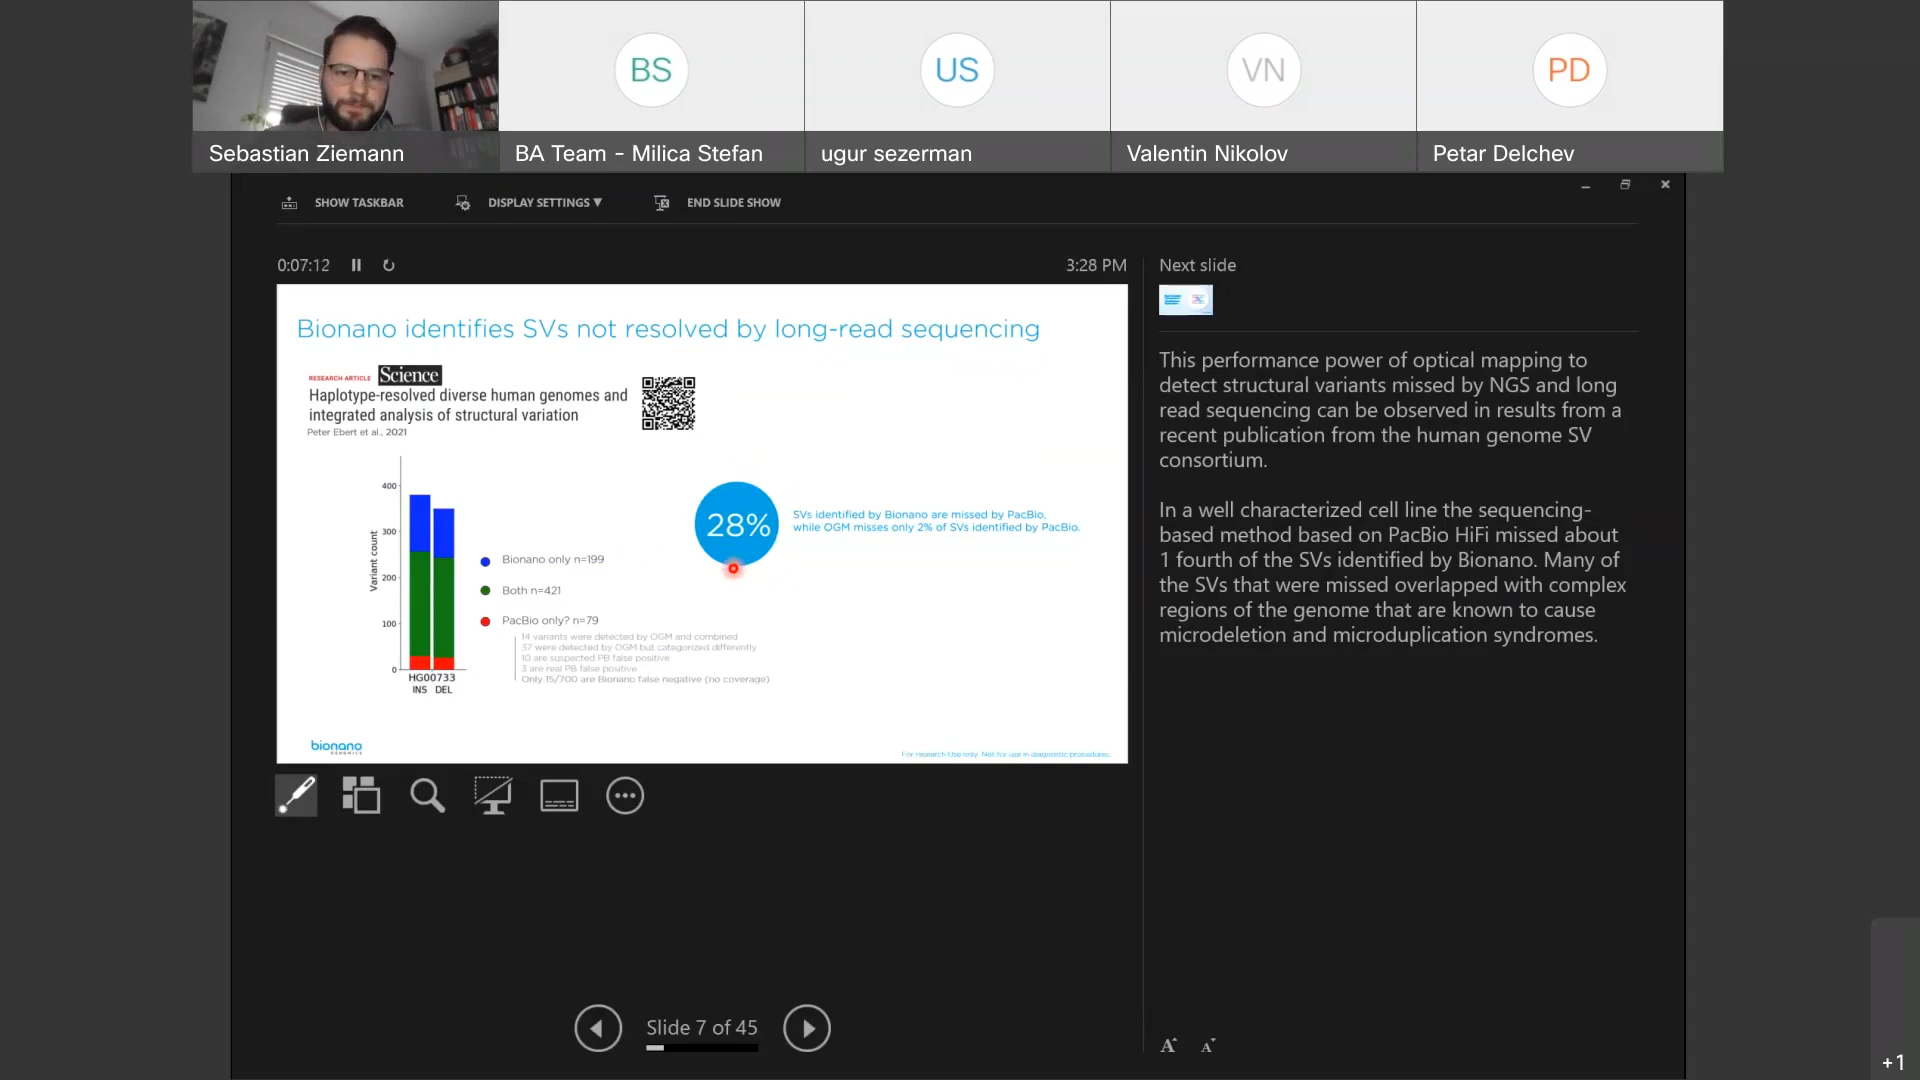 BS
US
VN
PD
Sebastian Ziemann
BA Team - Milica Stefan
ugur sezerman
Valentin Nikolov
Petar Delchev
SHOW TASKBAR
DISPLAY SETTINGS ▼
END SLIDE SHOW
0:07:12
3:28 PM
Next slide
Bionano identifies SVs not resolved by long-read sequencing
RESEARCH ARTICLE Science
Haplotype-resolved diverse human genomes and
integrated analysis of structural variation
Peter Ebert et al., 2021
Variant count
400
300
200
100
0
HG00733
INS DEL
Bionano only n=199
Both n=421
PacBio only? n=79
14 variants were detected by OGM and combined
37 were detected by OGM but categorized differently
10 are suspected PB false positive
3 are real PB false positive
Only 15/700 are Bionano false negative (no coverage)
28%
SVs identified by Bionano are missed by PacBio,
while OGM misses only 2% of SVs identified by PacBio.
bionano
GENOMICS
For research Use only. Not for use in diagnostic procedures.
This performance power of optical mapping to
detect structural variants missed by NGS and long
read sequencing can be observed in results from a
recent publication from the human genome SV
consortium.
In a well characterized cell line the sequencing-
based method based on PacBio HiFi missed about
1 fourth of the SVs identified by Bionano. Many of
the SVs that were missed overlapped with complex
regions of the genome that are known to cause
microdeletion and microduplication syndromes.
Slide 7 of 45
A A
+1